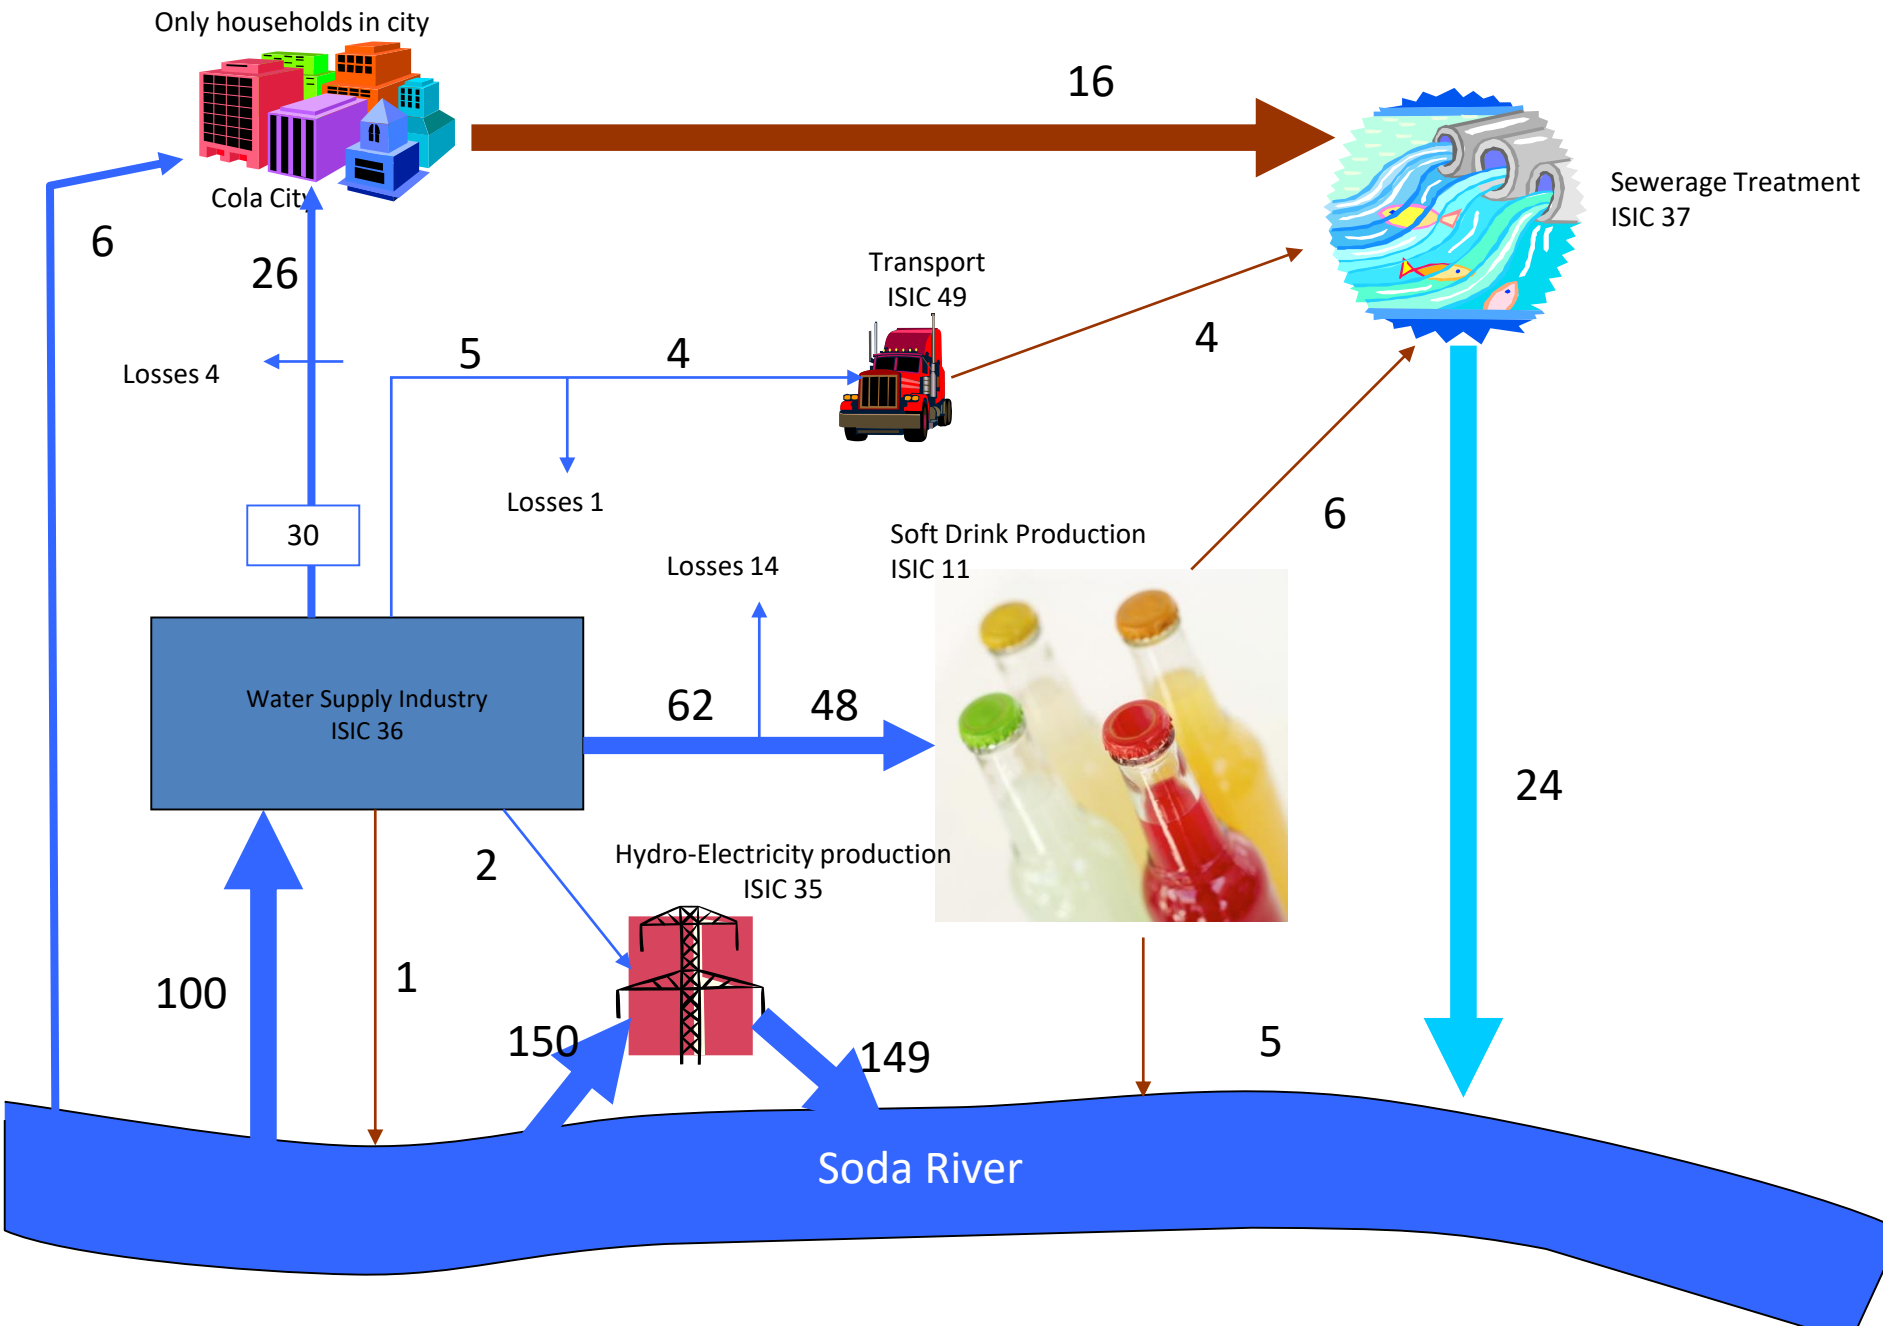 Only households in city
16
Cola City
Sewerage Treatment
ISIC 37
6
26
Transport
ISIC 49
Losses 4
5
4
4
Losses 1
6
30
Losses 14
Soft Drink Production
ISIC 11
Water Supply Industry
ISIC 36
62
48
24
2
Hydro-Electricity production
ISIC 35
100
1
150
149
5
Soda River